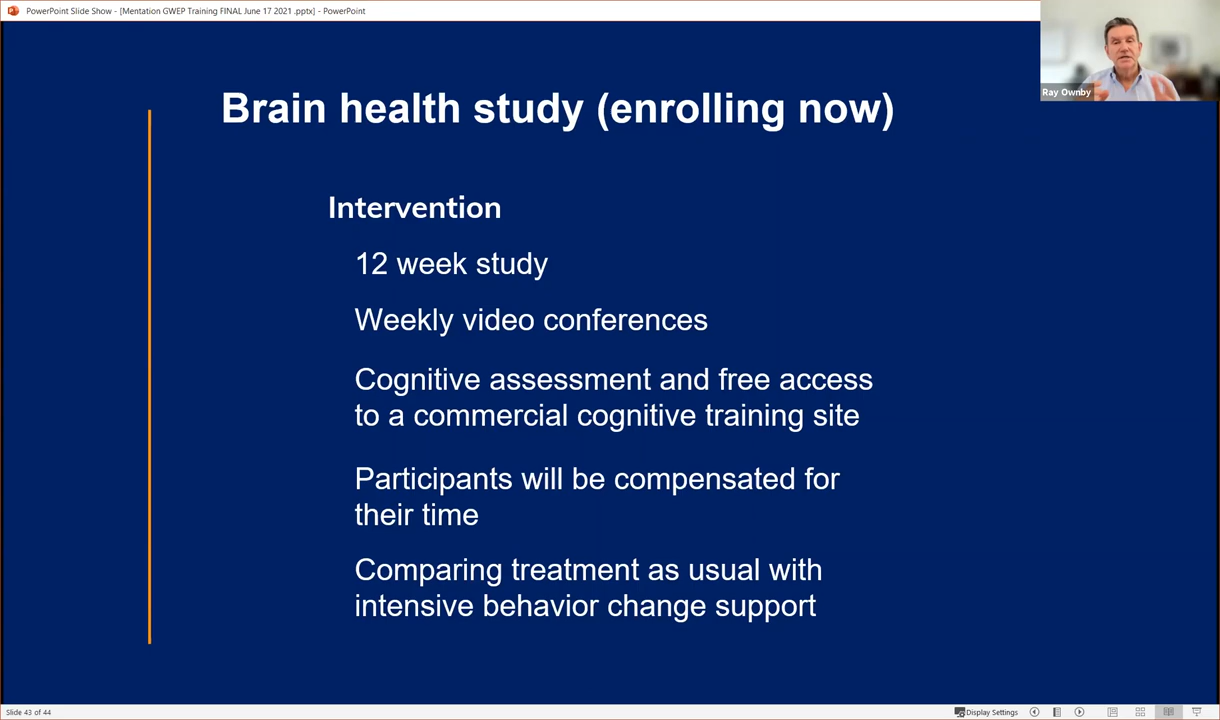 PowerPoint Slide Show - [Mentation GWEP Training FINAL June 17 2021 .pptx] - PowerPoint
Ray Ownby
Brain health study (enrolling now)
Intervention
12 week study
Weekly video conferences
Cognitive assessment and free access
to a commercial cognitive training site
Participants will be compensated for
their time
Comparing treatment as usual with
intensive behavior change support
Slide 43 of 44
Display Settings